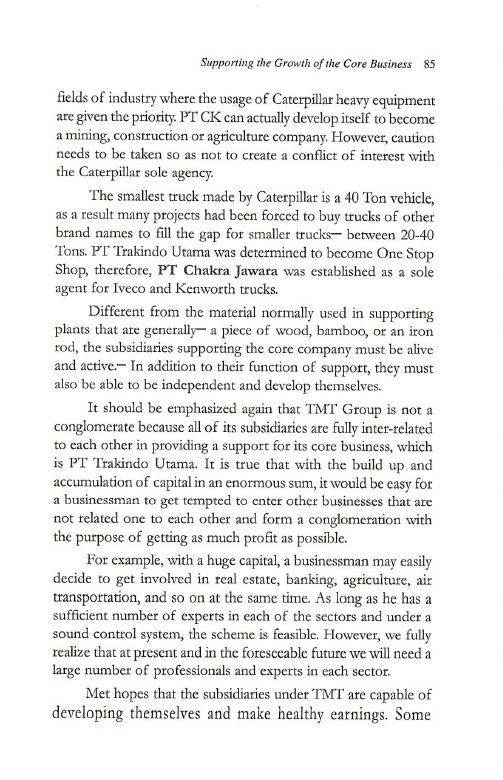 Supporting the Growth of the Core Business 85
fields of industry where the usage of Caterpillar heavy equipment
are given the priority. PT CK can actually develop itself to become
a mining, construction or agriculture company. However, caution
needs to be taken so as not to create a conflict of interest with
the Caterpillar sole agency.
The smallest truck made by Caterpillar is a 40 Ton vehicle,
as a result many projects had been forced to buy trucks of other
brand names to fill the gap for smaller trucks— between 20-40
Tons. PT Trakindo Utama was determined to become One Stop
Shop, therefore, PT Chakra Jawara was established as a sole
agent for Iveco and Kenworth trucks.
Different from the material normally used in supporting
plants that are generally— a piece of wood, bamboo, or an iron
rod, the subsidiaries supporting the core company must be alive
and active.— In addition to their function of support, they must
also be able to be independent and develop themselves.
It should be emphasized again that TMT Group is not a
conglomerate because all of its subsidiaries are fully inter-related
to each other in providing a support for its core business, which
is PT Trakindo Utama. It is true that with the build up and
accumulation of capital in an enormous sum, it would be easy for
a businessman to get tempted to enter other businesses that are
not related one to each other and form a conglomeration with
the purpose of getting as much profit as possible.
For example, with a huge capital, a businessman may easily
decide to get involved in real estate, banking, agriculture, air
transportation, and so on at the same time. As long as he has a
sufficient number of experts in each of the sectors and under a
sound control system, the scheme is feasible. However, we fully
realize that at present and in the foreseeable future we will need a
large number of professionals and experts in each sector.
Met hopes that the subsidiaries under TMT are capable of
developing themselves and make healthy earnings. Some